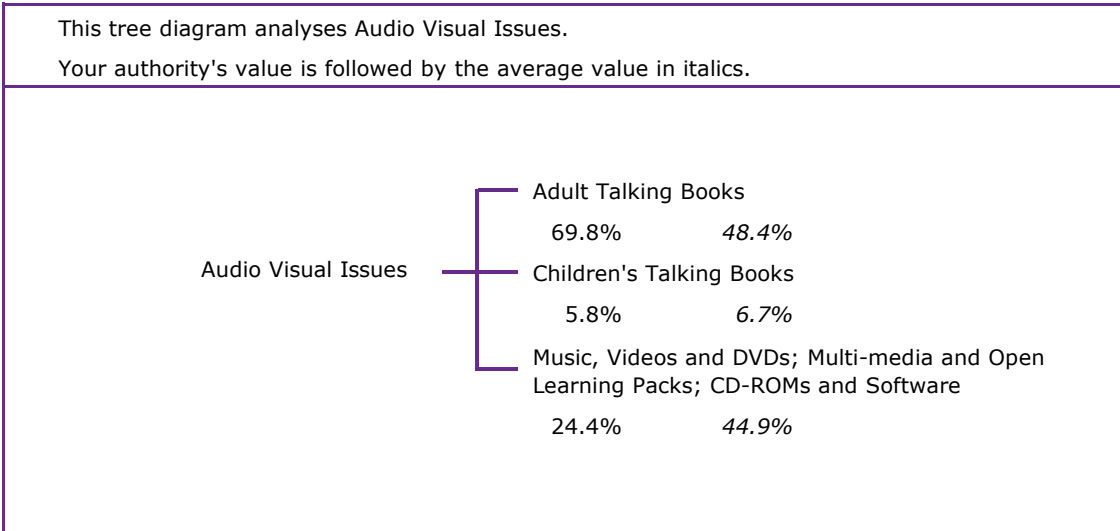 This tree diagram analyses Audio Visual Issues.
Your authority's value is followed by the average value in italics.
Adult Talking Books
69.8% 48.4%
Audio Visual Issues
Children's Talking Books
5.8% 6.7%
Music, Videos and DVDs; Multi-media and Open
Learning Packs; CD-ROMs and Software
24.4% 44.9%